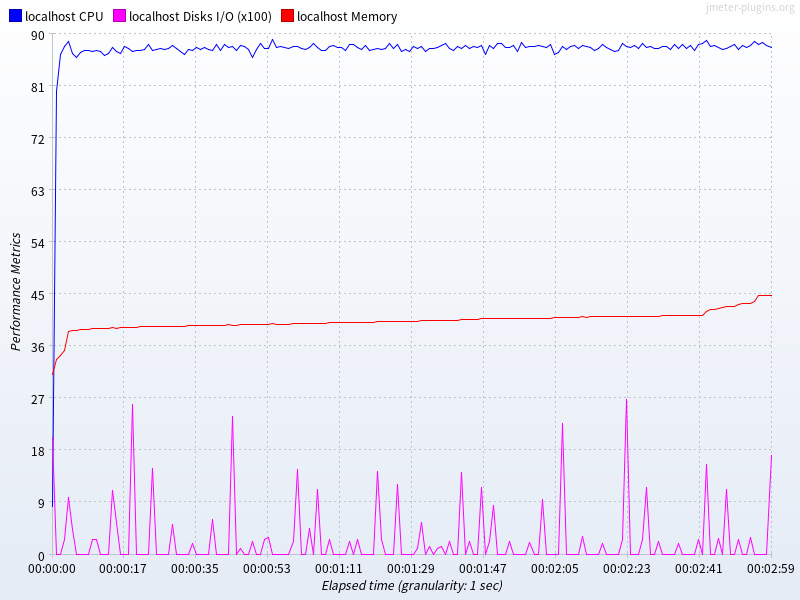 localhost CPU localhost Disks I/O (x100) localhost Memory
jmeter-plugins.org
90
81
72
63
54
45
36
27
18
9
0
Performance Metrics
00:00:00 00:00:17 00:00:35 00:00:53 00:01:11 00:01:29 00:01:47 00:02:05 00:02:23 00:02:41 00:02:59
Elapsed time (granularity: 1 sec)